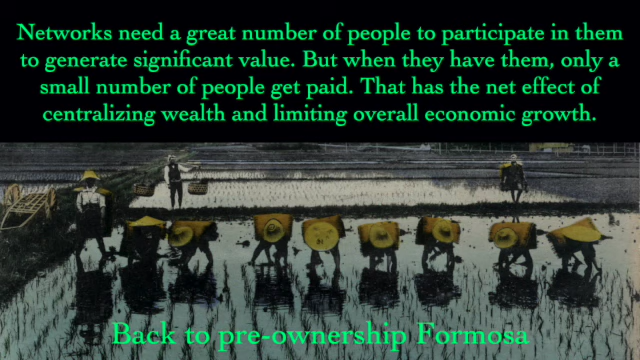 Networks need a great number of people to participate in them
to generate significant value. But when they have them, only a
small number of people get paid. That has the net effect of
centralizing wealth and limiting overall economic growth.
Back to pre-ownership Formosa